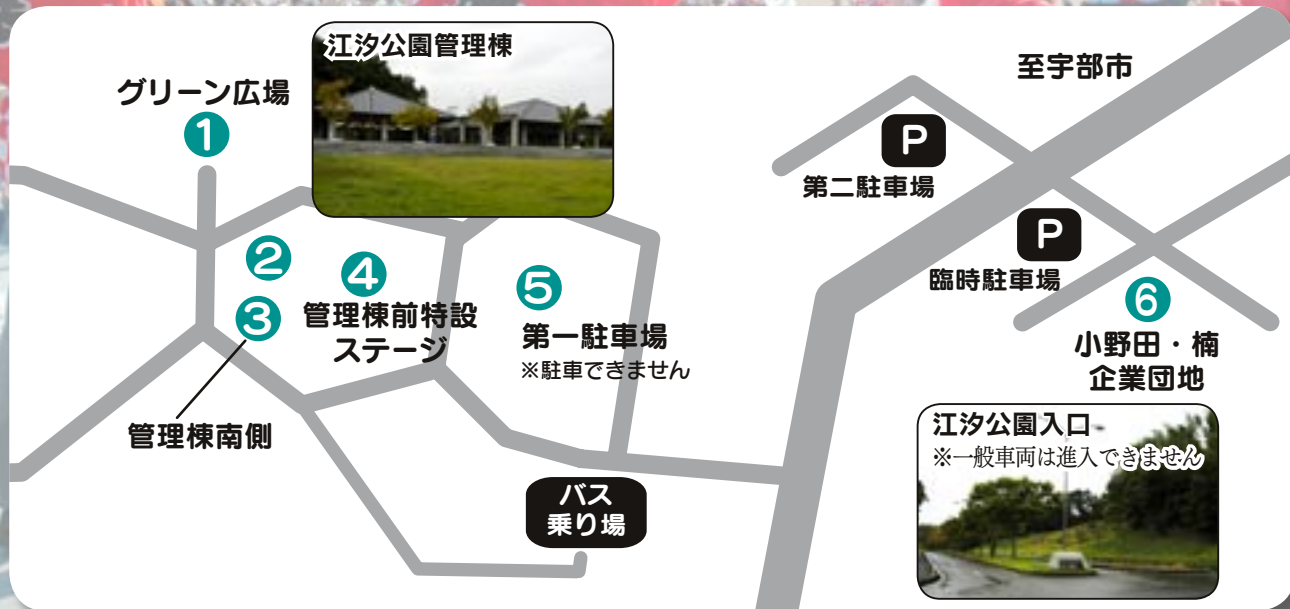 江汐公園管理棟
グリーン広場
1
至宇部市
P
第二駐車場
P
臨時駐車場
2
3
4
管理棟前特設
ステージ
5
第一駐車場
※駐車できません
6
小野田・楠
企業団地
管理棟南側
江汐公園入口
※一般車両は進入できません
バス
乗り場